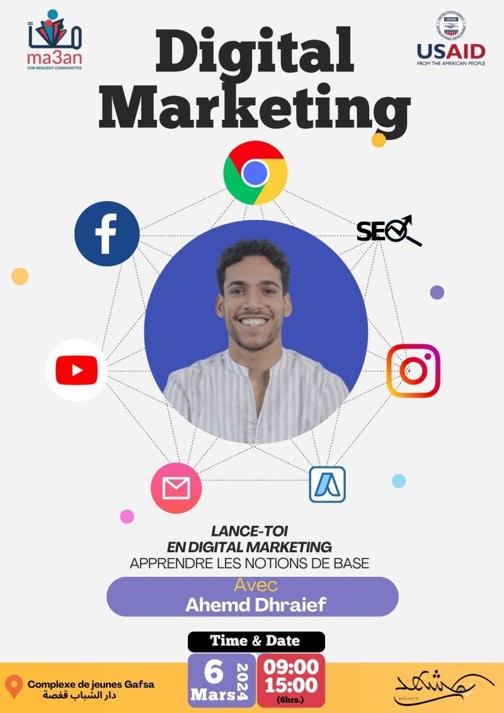 ma3an
FOR RESILIENT COMMUNITIES
USAID
USAID
FROM THE AMERICAN PEOPLE
Digital
Marketing
SEO
LANCE-TOI
EN DIGITAL MARKETING
APPRENDRE LES NOTIONS DE BASE
Avec
Ahemd Dhraief
Time & Date
6
Mars
2024
09:00
15:00
(6hrs.)
Complexe de jeunes Gafsa
دار الشباب قفصة